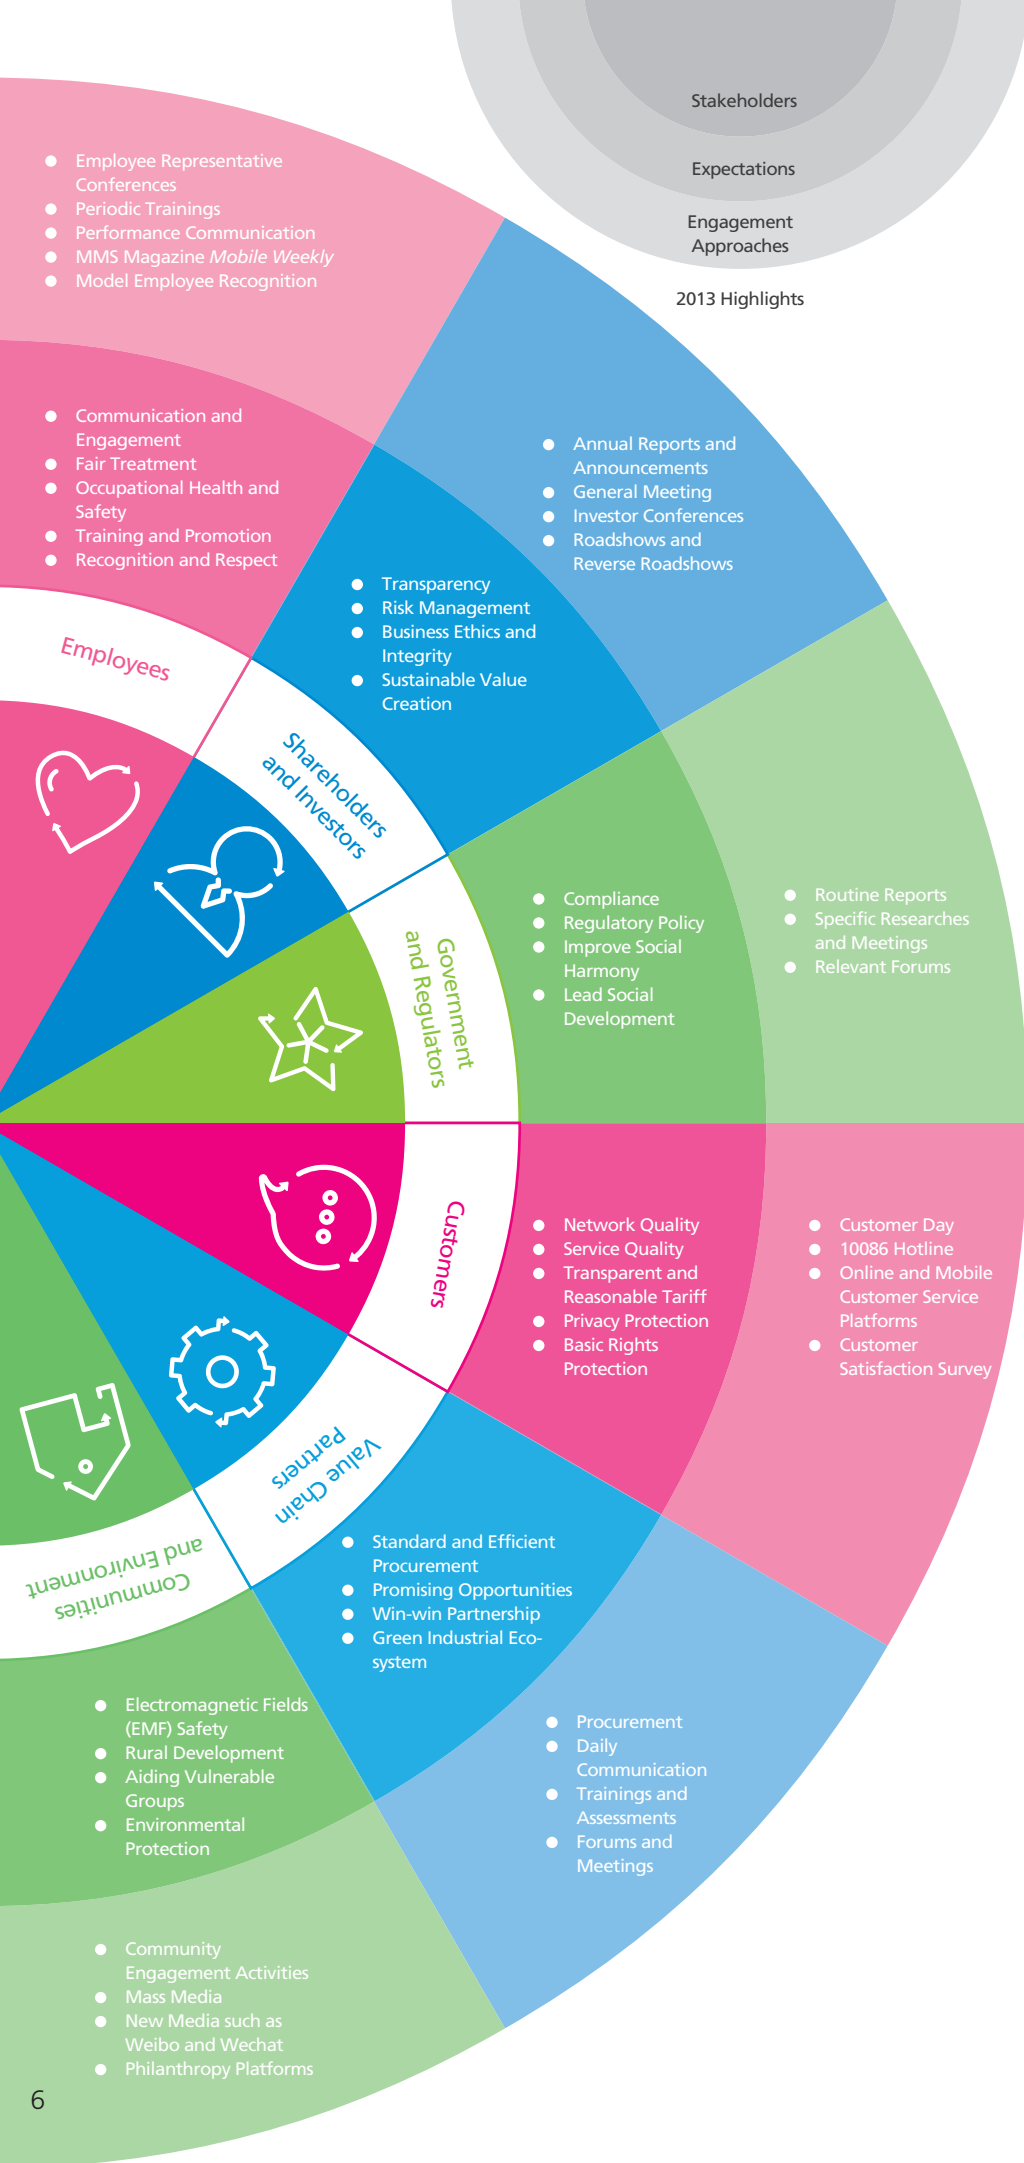 Stakeholders
Expectations
Engagement
Approaches
2013 Highlights
● Employee Representative
Conferences
● Periodic Trainings
● Performance Communication
● MMS Magazine Mobile Weekly
● Model Employee Recognition
● Communication and
Engagement
● Fair Treatment
● Occupational Health and
Safety
● Training and Promotion
● Recognition and Respect
Employees
● Annual Reports and
Announcements
● General Meeting
● Investor Conferences
● Roadshows and
Reverse Roadshows
● Transparency
● Risk Management
● Business Ethics and
Integrity
● Sustainable Value
Creation
Shareholders
and Investors
Government
and Regulators
● Compliance
● Regulatory Policy
● Improve Social
Harmony
● Lead Social
Development
● Routine Reports
● Specific Researches
and Meetings
● Relevant Forums
Customers
● Network Quality
● Service Quality
● Transparent and
Reasonable Tariff
● Privacy Protection
● Basic Rights
Protection
● Customer Day
● 10086 Hotline
● Online and Mobile
Customer Service
Platforms
● Customer
Satisfaction Survey
Value Chain
Partners
● Standard and Efficient
Procurement
● Promising Opportunities
● Win-win Partnership
● Green Industrial Eco-
system
● Procurement
● Daily
Communication
● Trainings and
Assessments
● Forums and
Meetings
Communities
and Environment
● Electromagnetic Fields
(EMF) Safety
● Rural Development
● Aiding Vulnerable
Groups
● Environmental
Protection
● Community
Engagement Activities
● Mass Media
● New Media such as
Weibo and Wechat
● Philanthropy Platforms
6